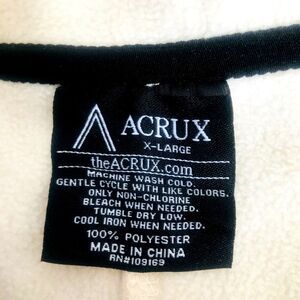 ACRUX
X-LARGE
theACRUX.com
MACHINE WASH COLD.
GENTLE CYCLE WITH LIKE COLORS.
ONLY NON-CHLORINE
BLEACH WHEN NEEDED.
TUMBLE DRY LOW.
COOL IRON WHEN NEEDED.
100% POLYESTER
MADE IN CHINA
RN#109169